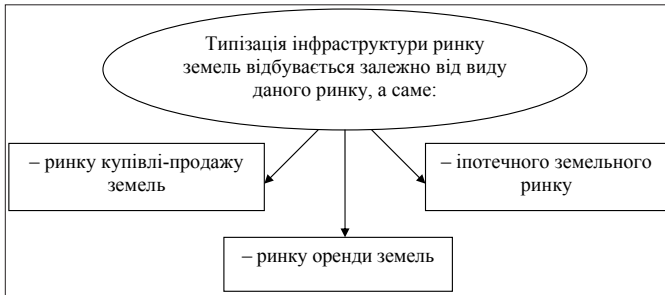 Типізація інфраструктури ринку
земель відбувається залежно від виду
даного ринку, а саме:
– ринку купівлі-продажу
земель
– іпотечного земельного
ринку
– ринку оренди земель